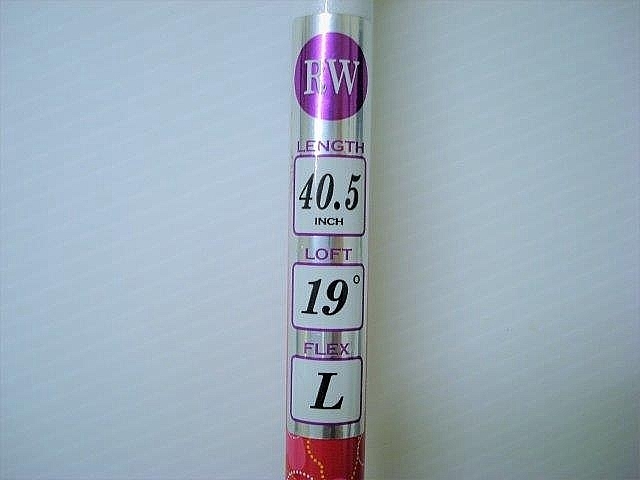 RW
LENGTH
40.5
INCH
LOFT
19°
FLEX
L